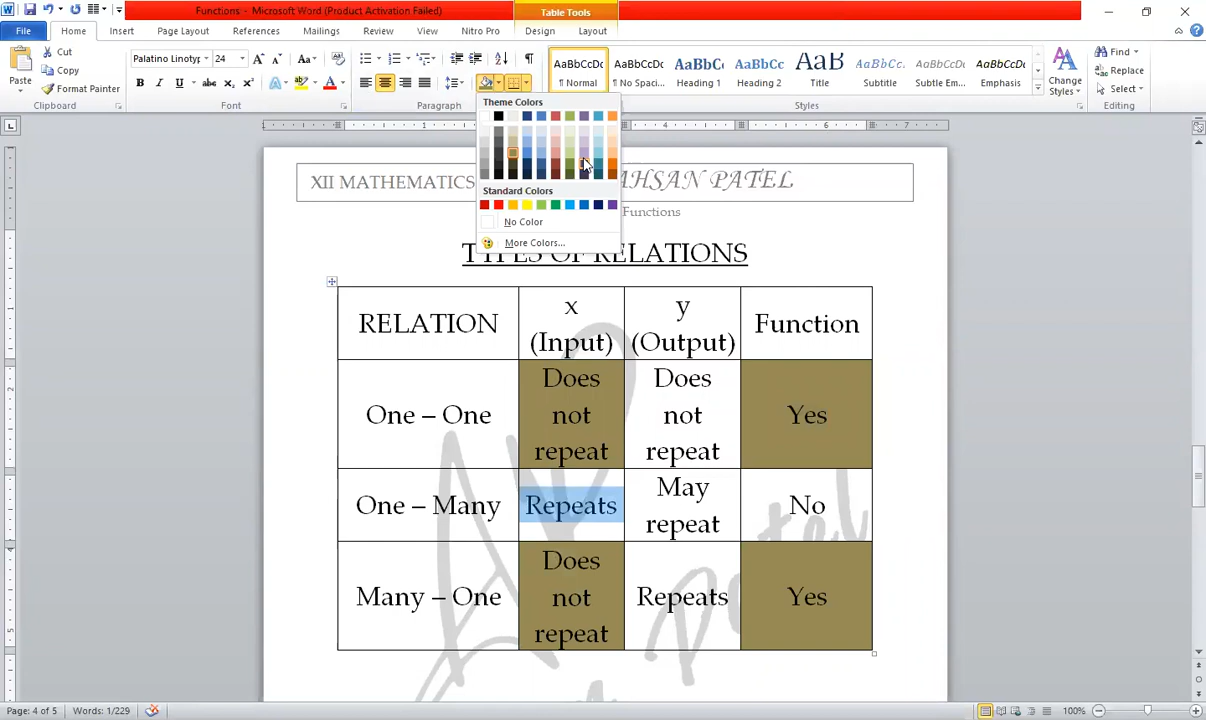 Functions - Microsoft Word (Product Activation Failed)
Table Tools
File
Home
Insert
Page Layout
References
Mailings
Review
View
Nitro Pro
Design
Layout
Paste
Cut
Copy
Format Painter
Clipboard
Palatino Linoty
24
Font
Paragraph
AaBbCcDc
¶ Normal
AaBbCcDc
¶ No Spaci...
AaBbC
Heading 1
AaBbCc
Heading 2
AaB
Title
AaBbCc.
Subtitle
AaBbCcDc
Emphasis
Change
Styles
Styles
Find
Replace
Select
Editing
Theme Colors
Standard Colors
No Color
More Colors...
XII MATHEMATICS
AHSAN PATEL
Functions
TYPES OF RELATIONS
RELATION
x
(Input)
y
(Output)
Function
One – One
Does
not
repeat
Does
not
repeat
Yes
One – Many
Repeats
May
repeat
No
Many – One
Does
not
repeat
Repeats
Yes
Page: 4 of 5
Words: 1/229
100%